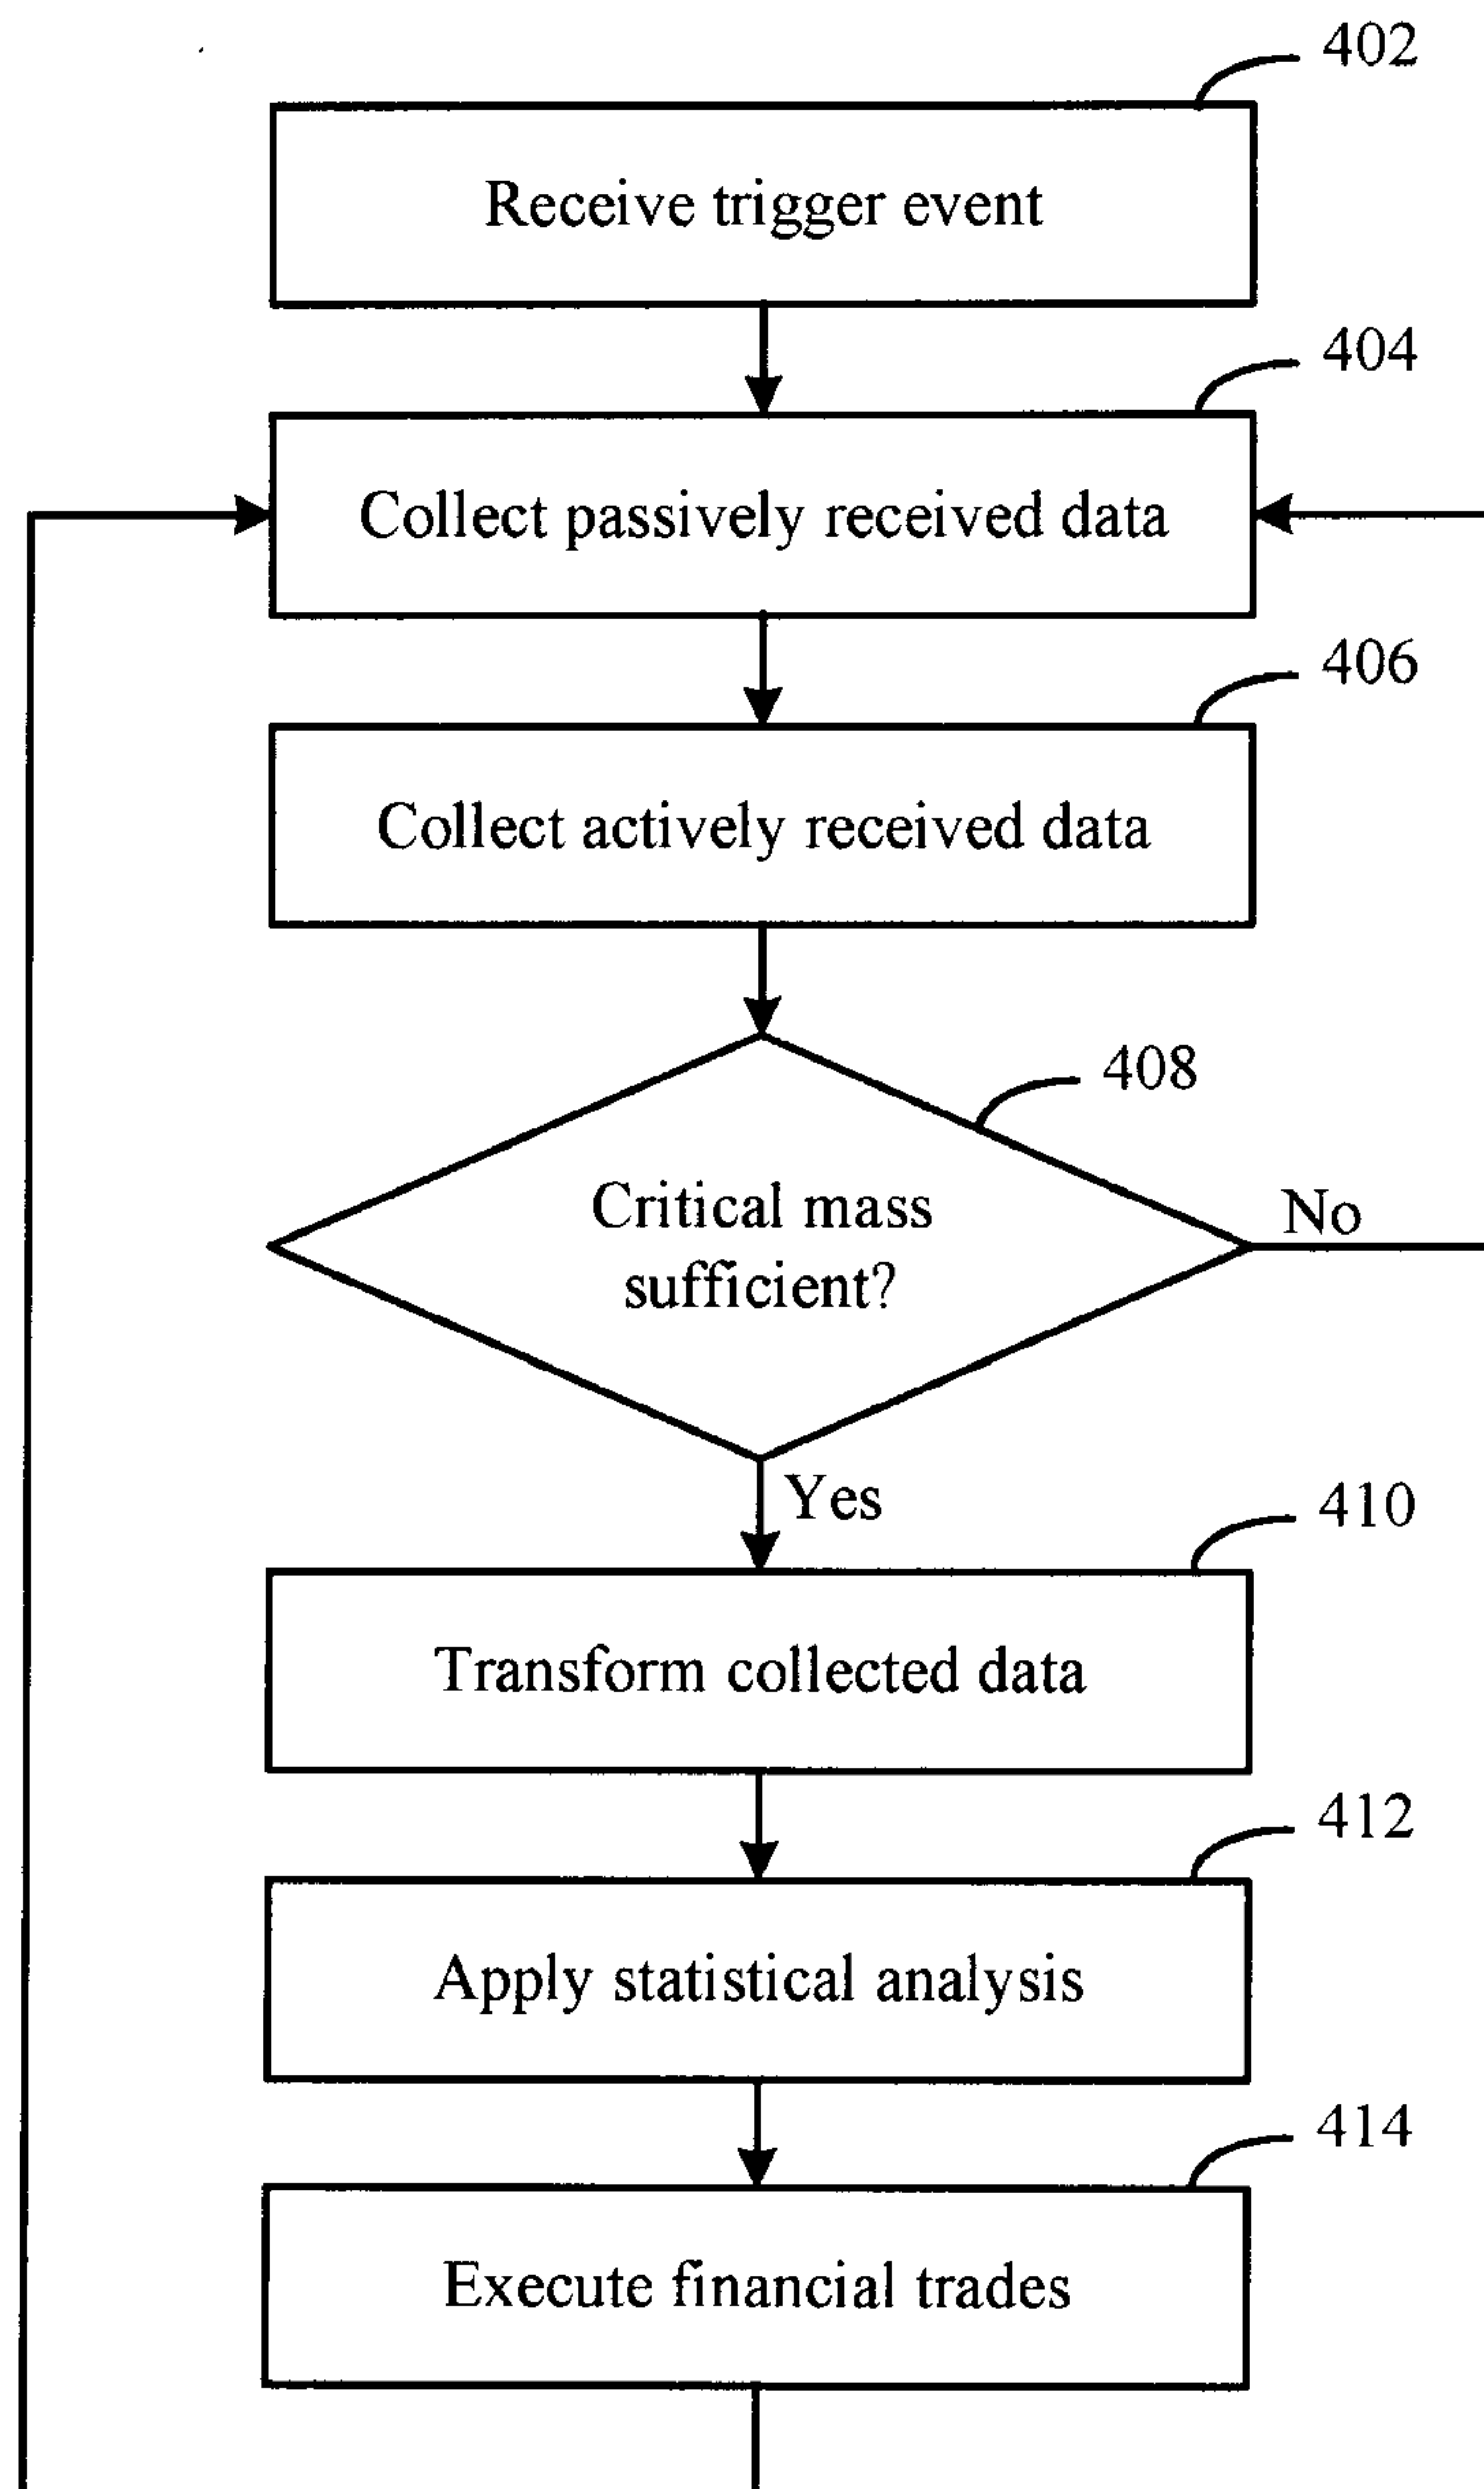 402
Receive trigger event
404
Collect passively received data
406
Collect actively received data
408
Critical mass
sufficient?
No
Yes
410
Transform collected data
412
Apply statistical analysis
414
Execute financial trades